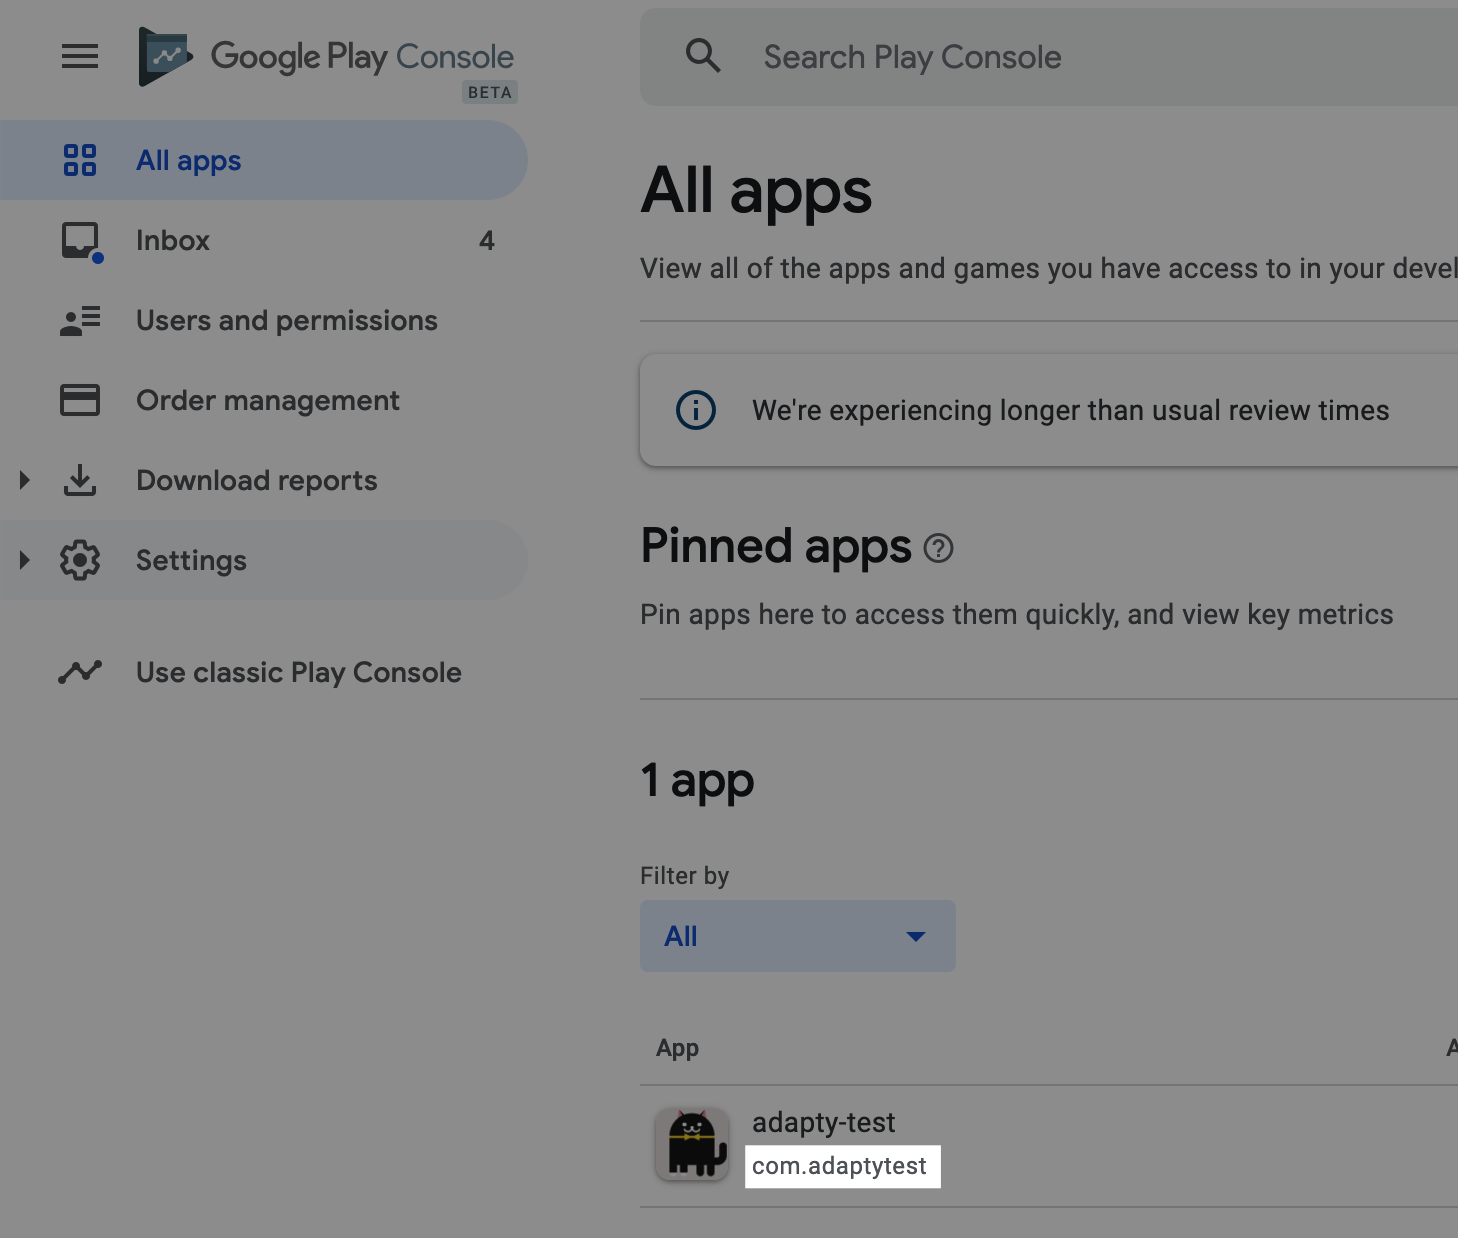 Google Play Console
BETA
Search Play Console
All apps
Inbox 4
Users and permissions
Order management
Download reports
Settings
Use classic Play Console
All apps
View all of the apps and games you have access to in your
We're experiencing longer than usual review times
Pinned apps
Pin apps here to access them quickly, and view key metrics
1 app
Filter by
All
App
adapty-test
com.adaptytest